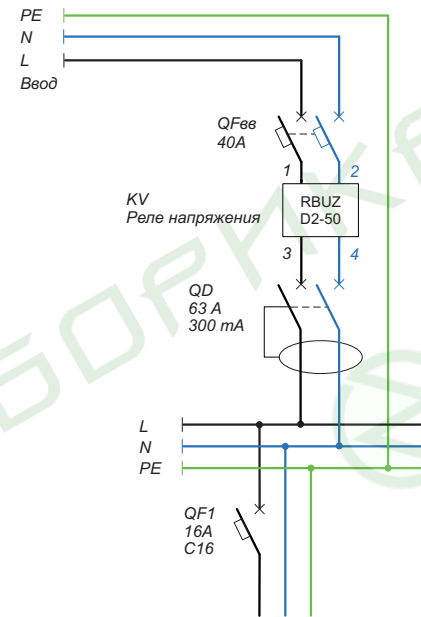 PE
N
L
Ввод
QFвв
40A
1
2
KV
Реле напряжения
RBUZ
D2-50
3
4
QD
63 А
300 mA
L
N
PE
QF1
16A
C16